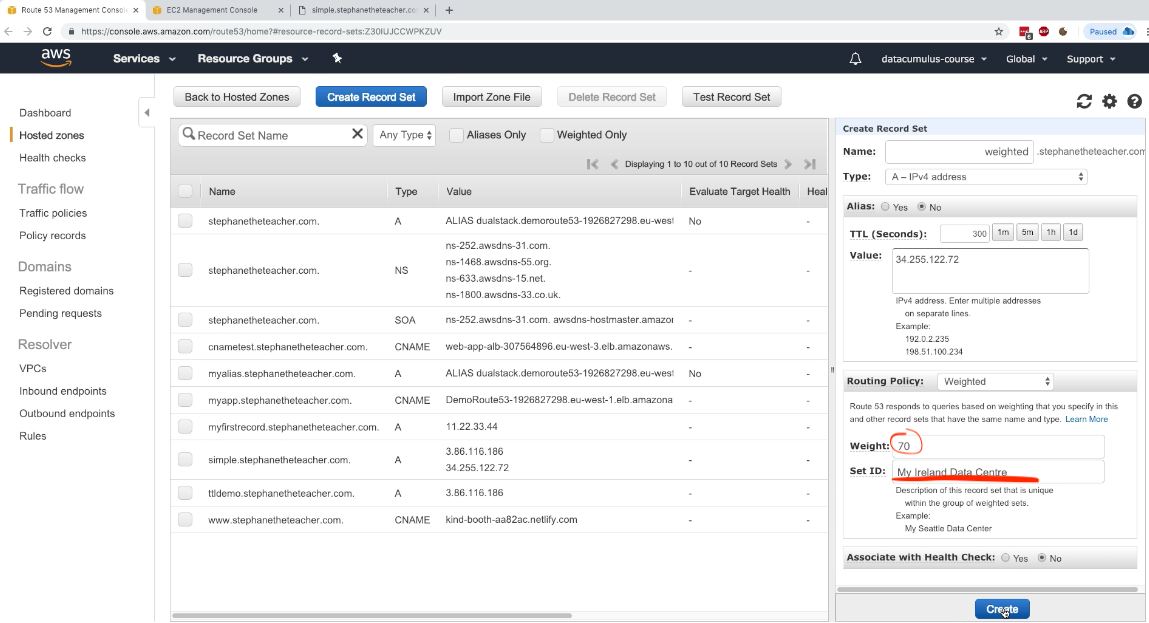 Route 53 Management Console
EC2 Management Console
simple.stephanetheteacher.co
https://console.aws.amazon.com/route53/home?#resource-record-sets:Z30IUJCCWPKZUV
6
ABP
Paused
aws
Services
Resource Groups
datacumulus-course
Global
Support
Dashboard
Hosted zones
Health checks
Traffic flow
Traffic policies
Policy records
Domains
Registered domains
Pending requests
Resolver
VPCs
Inbound endpoints
Outbound endpoints
Rules
Back to Hosted Zones
Create Record Set
Import Zone File
Delete Record Set
Test Record Set
Record Set Name
Any Type
Aliases Only
Weighted Only
Displaying 1 to 10 out of 10 Record Sets
Name Type Value Evaluate Target Health Heal
stephanetheteacher.com. A ALIAS dualstack.demoroute53-1926827298.eu-west No -
stephanetheteacher.com. NS ns-252.awsdns-31.com. - -
ns-1468.awsdns-55.org.
ns-633.awsdns-15.net.
ns-1800.awsdns-33.co.uk.
stephanetheteacher.com. SOA ns-252.awsdns-31.com. awsdns-hostmaster.amazon - -
cnametest.stephanetheteacher.com. CNAME web-app-alb-307564896.eu-west-3.elb.amazonaws. - -
myalias.stephanetheteacher.com. A ALIAS dualstack.demoroute53-1926827298.eu-west No -
myapp.stephanetheteacher.com. CNAME DemoRoute53-1926827298.eu-west-1.elb.amazona - -
myfirstrecord.stephanetheteacher.com. A 11.22.33.44 - -
simple.stephanetheteacher.com. A 3.86.116.186 - -
34.255.122.72
ttldemo.stephanetheteacher.com. A 3.86.116.186 - -
www.stephanetheteacher.com. CNAME kind-booth-aa82ac.netlify.com - -
Create Record Set
Name: weighted .stephanetheteacher.com
Type: A – IPv4 address
Alias: Yes No
TTL (Seconds): 300 1m 5m 1h 1d
Value: 34.255.122.72
IPv4 address. Enter multiple addresses
on separate lines.
Example:
192.0.2.235
198.51.100.234
Routing Policy: Weighted
Route 53 responds to queries based on weighting that you specify in this
and other record sets that have the same name and type. Learn More
Weight: 70
Set ID: My Ireland Data Centre
Description of this record set that is unique
within the group of weighted sets.
Example:
My Seattle Data Center
Associate with Health Check: Yes No
Create